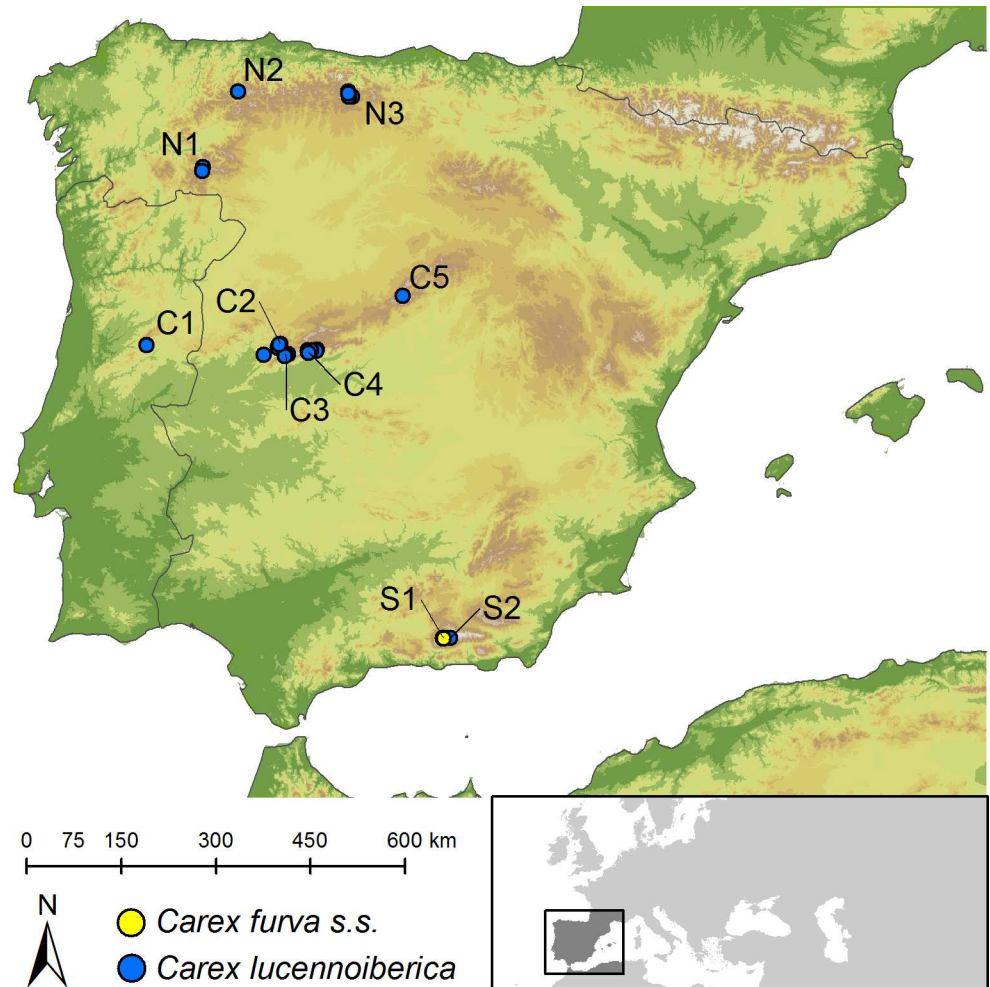 N2
N3
N1
C5
C2
C1
C4
C3
S1
S2
0 75 150 300 450 600 km
N
Carex furva s.s.
Carex lucennoiberica